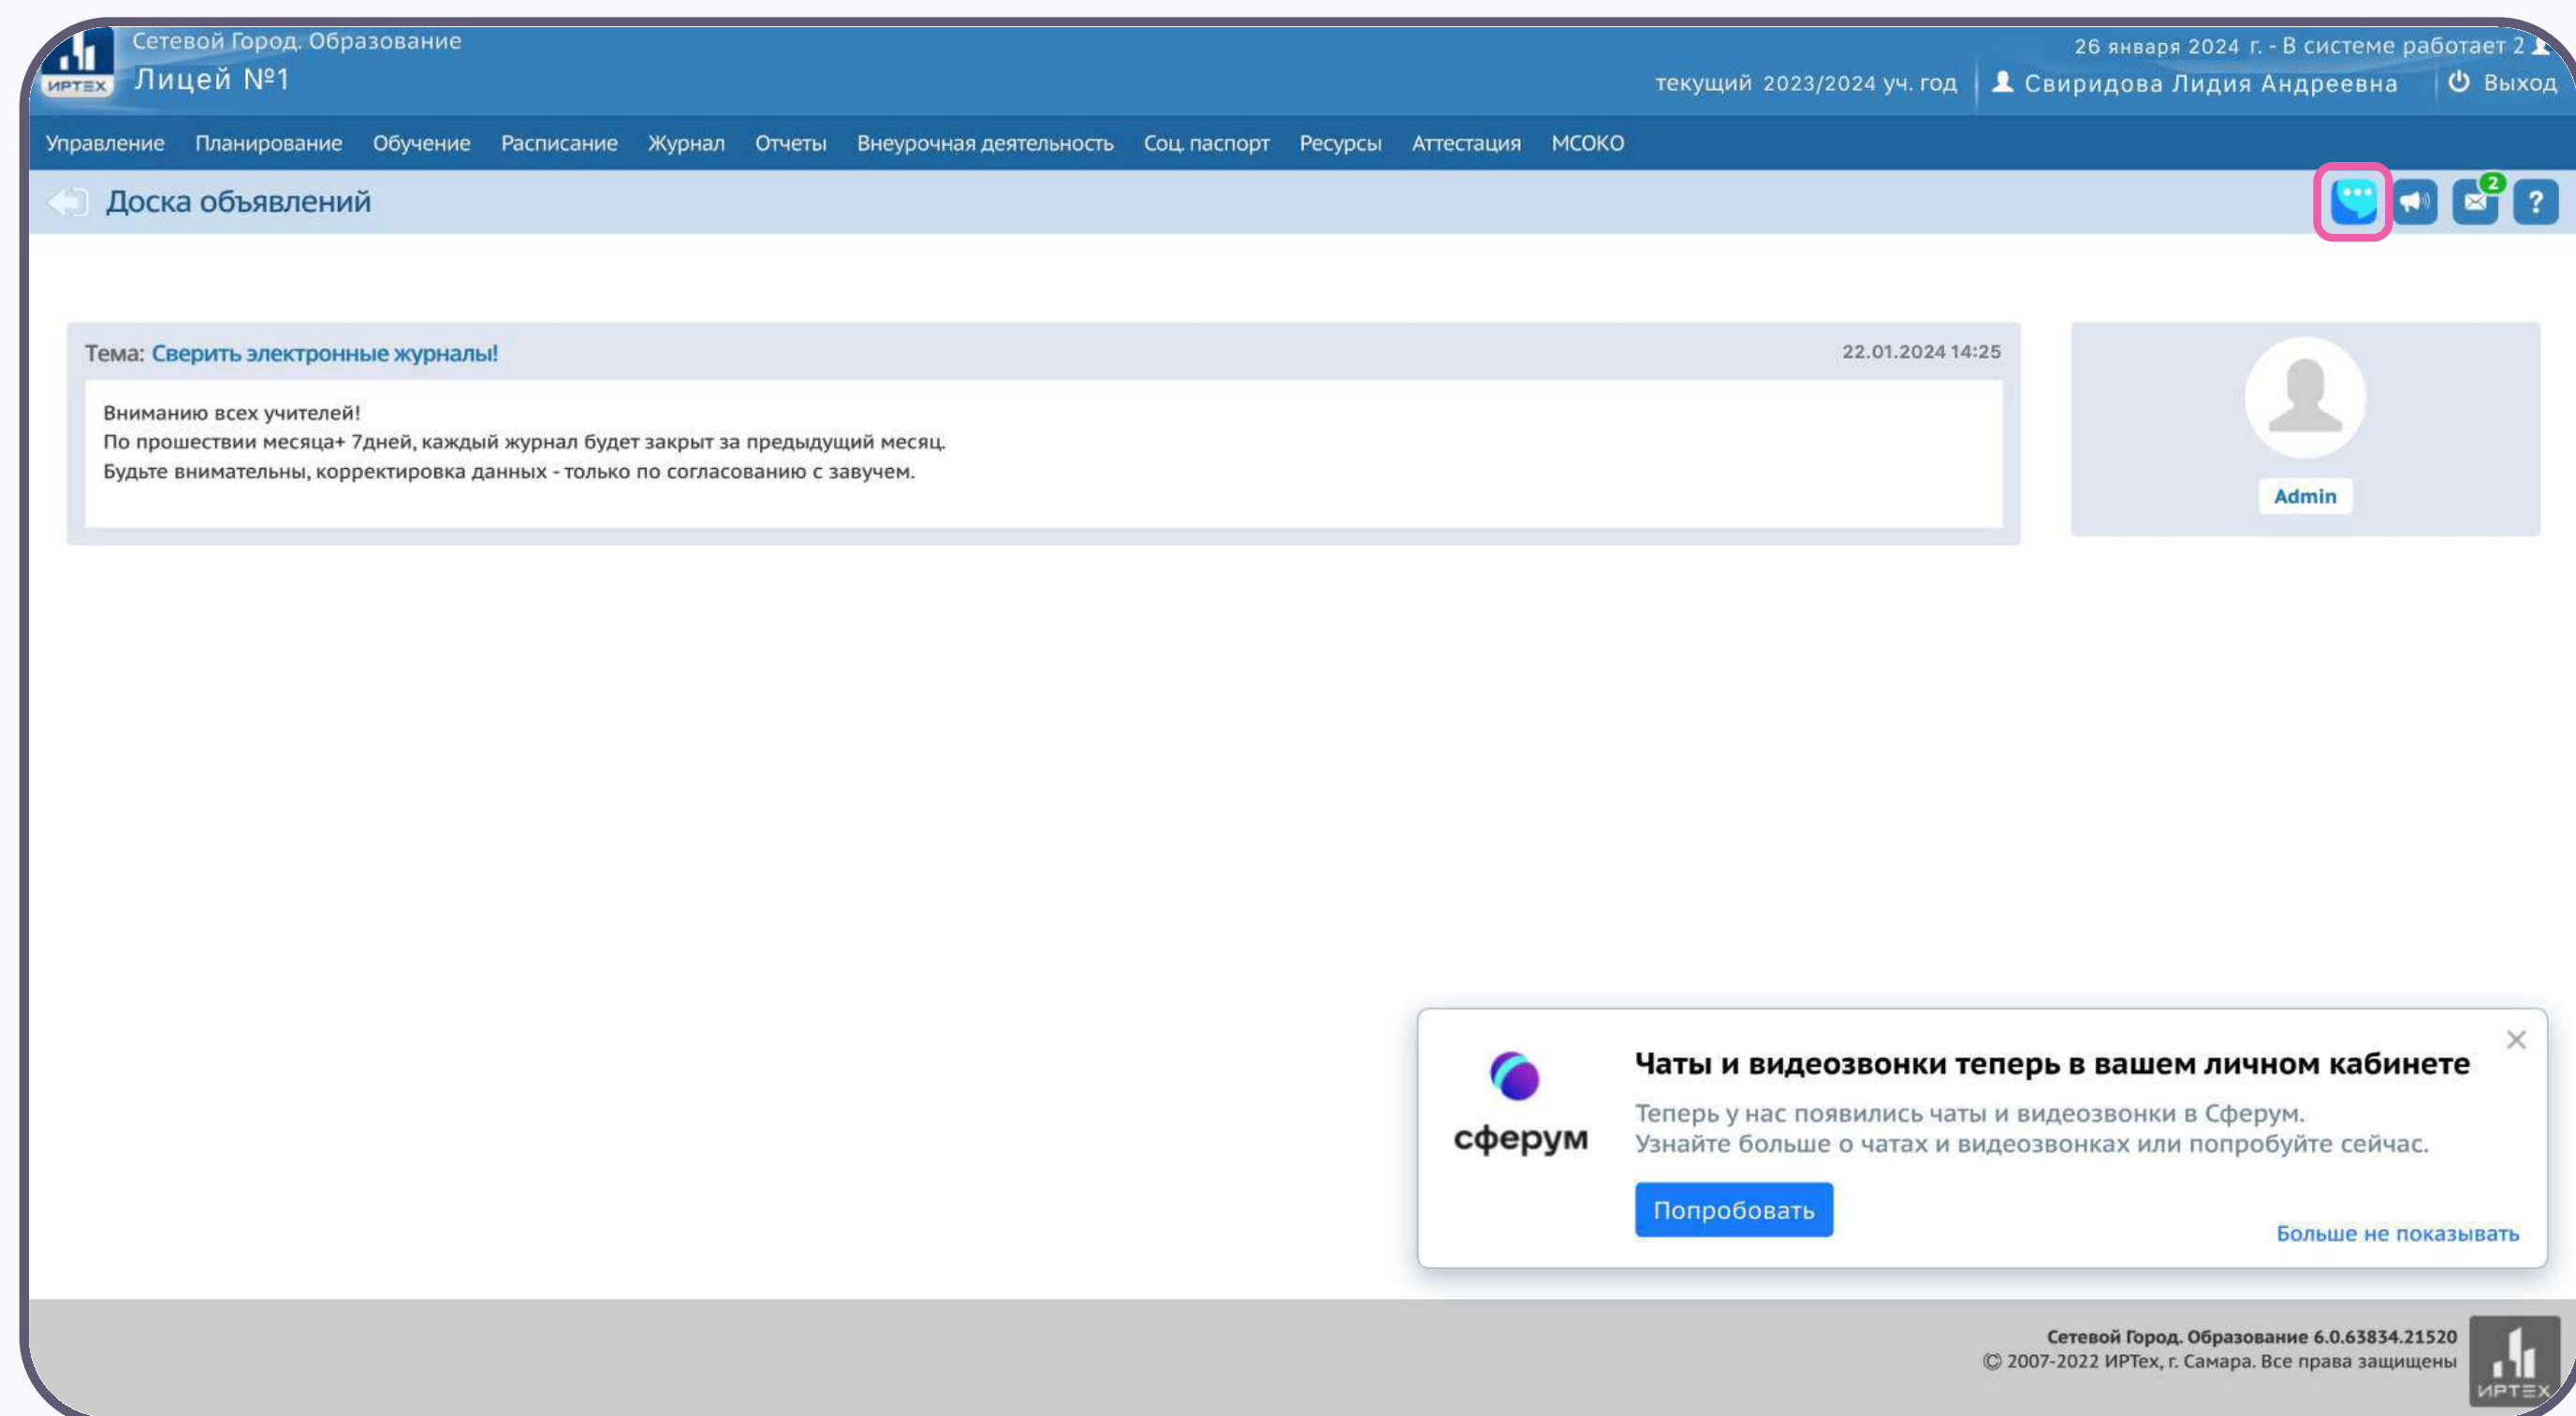 Сетевой Город. Образование
26 января 2024 г. - В системе работает 2
ИРТЕХ
Лицей №1
текущий 2023/2024 уч. год
Свиридова Лидия Андреевна
Выход
Управление Планирование Обучение Расписание Журнал Отчеты Внеурочная деятельность Соц. паспорт Ресурсы Аттестация МСОКО
Доска объявлений
2
?
Тема: Сверить электронные журналы!
22.01.2024 14:25
Вниманию всех учителей!
По прошествии месяца+ 7дней, каждый журнал будет закрыт за предыдущий месяц.
Будьте внимательны, корректировка данных - только по согласованию с завучем.
Admin
сферум
Чаты и видеозвонки теперь в вашем личном кабинете
Теперь у нас появились чаты и видеозвонки в Сферум.
Узнайте больше о чатах и видеозвонках или попробуйте сейчас.
Попробовать
Больше не показывать
Сетевой Город. Образование 6.0.63834.21520
© 2007-2022 ИРТех, г. Самара. Все права защищены
ИРТЕХ